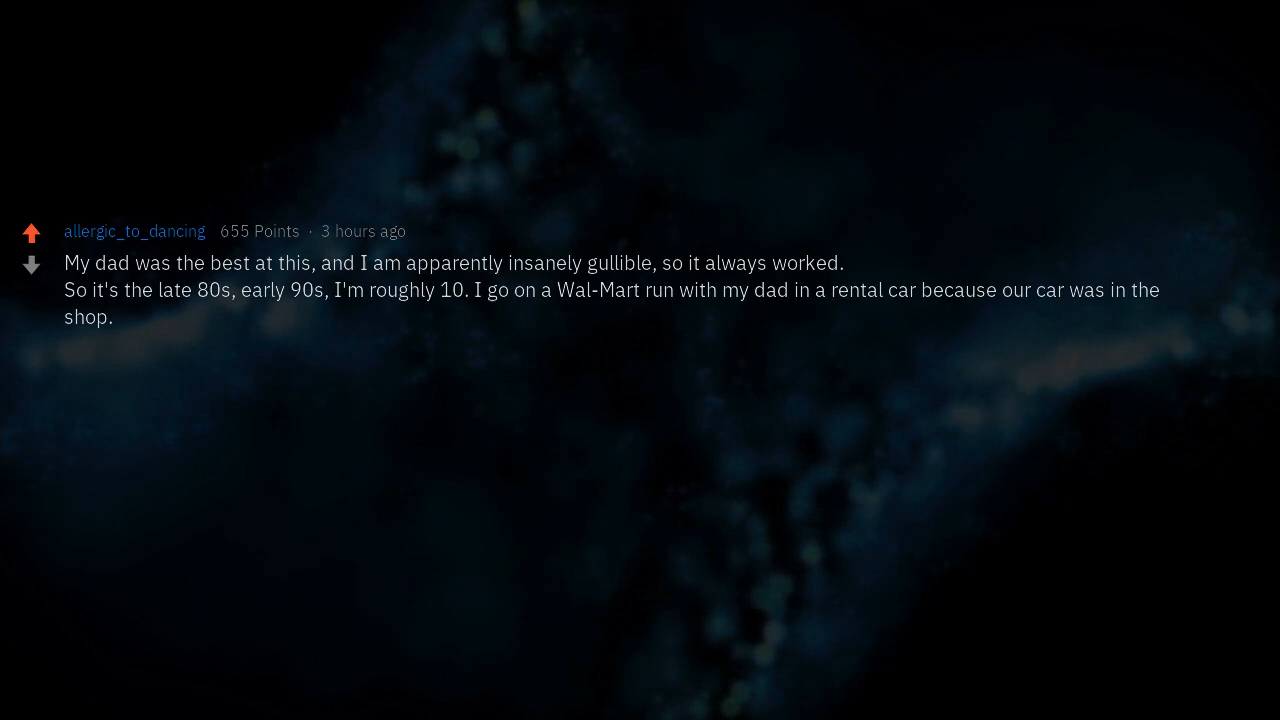 allergic_to_dancing 655 Points · 3 hours ago
My dad was the best at this, and I am apparently insanely gullible, so it always worked.
So it's the late 80s, early 90s, I'm roughly 10. I go on a Wal-Mart run with my dad in a rental car because our car was in the
shop.